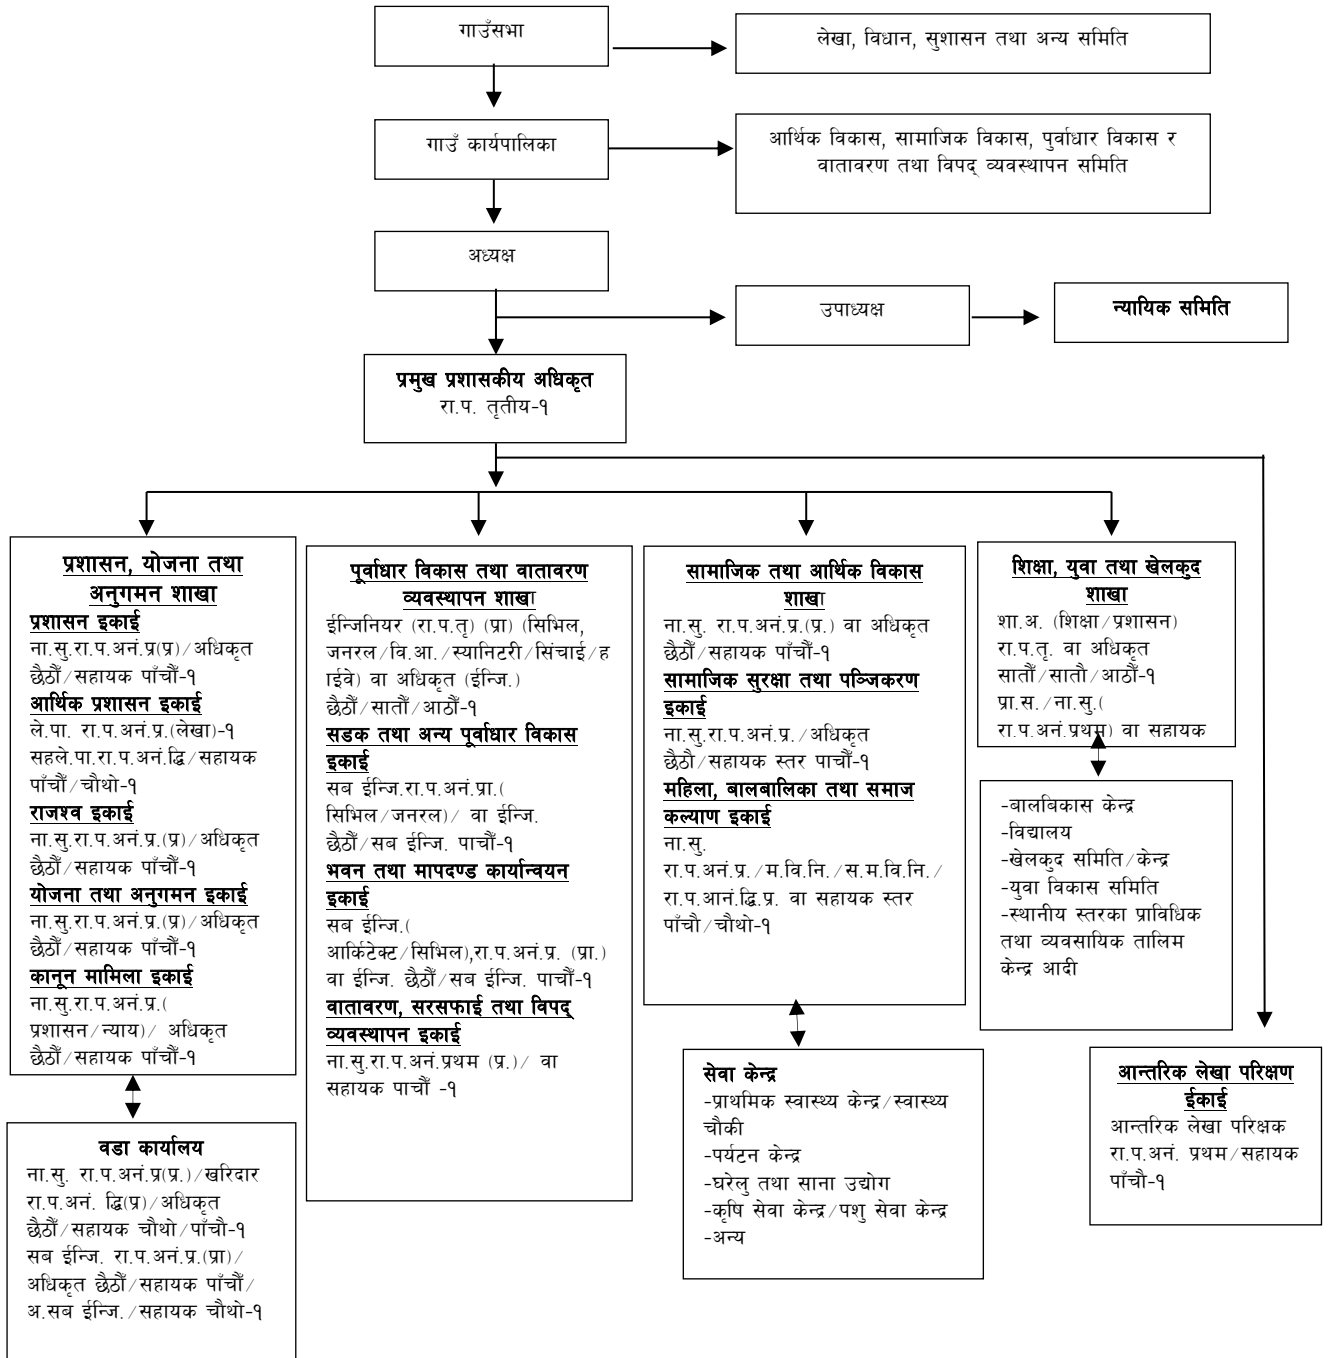 गाउँसभा
लेखा, विधान, सुशासन तथा अन्य समिति
गाउँ कार्यपालिका
आर्थिक विकास, सामाजिक विकास, पुर्वाधार विकास र
वातावरण तथा विपद् व्यवस्थापन समिति
अध्यक्ष
उपाध्यक्ष
न्यायिक समिति
प्रमुख प्रशासकीय अधिकृत
रा.प. तृतीय-१
प्रशासन, योजना तथा
अनुगमन शाखा
प्रशासन इकाई
ना.सु.रा.प.अनं.प्र(प्र)/अधिकृत
छैठौँ/सहायक पाँचौँ-१
आर्थिक प्रशासन इकाई
ले.पा. रा.प.अनं.प्र.(लेखा)-१
सहले.पा.रा.प.अनं.द्धि/सहायक
पाँचौँ/चौथो-१
राजश्व इकाई
ना.सु.रा.प.अनं.प्र.(प्र)/अधिकृत
छैठौँ/सहायक पाँचौँ-१
योजना तथा अनुगमन इकाई
ना.सु.रा.प.अनं.प्र.(प्र)/अधिकृत
छैठौँ/सहायक पाँचौँ-१
कानून मामिला इकाई
ना.सु.रा.प.अनं.प्र.(
प्रशासन/न्याय)/ अधिकृत
छैठौँ/सहायक पाँचौँ-१
वडा कार्यालय
ना.सु. रा.प.अनं.प्र(प्र.)/खरिदार
रा.प.अनं. द्धि(प्र)/अधिकृत
छैठौँ/सहायक चौथो/पाँचौ-१
सब ईन्जि. रा.प.अनं.प्र.(प्रा)/
अधिकृत छैठौँ/सहायक पाँचौँ/
अ.सब ईन्जि./सहायक चौथो-१
पूर्वाधार विकास तथा वातावरण
व्यवस्थापन शाखा
ईन्जिनियर (रा.प.तृ) (प्रा) (सिभिल,
जनरल/वि.आ./स्यानिटरी/सिंचाई/ह
ाईवे) वा अधिकृत (ईन्जि.)
छैठौँ/सातौँ/आठौँ-१
सडक तथा अन्य पूर्वाधार विकास
इकाई
सब ईन्जि.रा.प.अनं.प्रा.(
सिभिल/जनरल)/ वा ईन्जि.
छैठौँ/सब ईन्जि. पाचौँ-१
भवन तथा मापदण्ड कार्यान्वयन
इकाई
सब ईन्जि.(
आर्किटेक्ट/सिभिल),रा.प.अनं.प्र. (प्रा.)
वा ईन्जि. छैठौँ/सब ईन्जि. पाचौँ-१
वातावरण, सरसफाई तथा विपद्
व्यवस्थापन इकाई
ना.सु.रा.प.अनं.प्रथम (प्र.)/ वा
सहायक पाचौँ -१
सामाजिक तथा आर्थिक विकास
शाखा
ना.सु. रा.प.अनं.प्र.(प्र.) वा अधिकृत
छैठौँ/सहायक पाँचौँ-१
सामाजिक सुरक्षा तथा पञ्जिकरण
इकाई
ना.सु.रा.प.अनं.प्र./अधिकृत
छैठौ/सहायक स्तर पाचौँ-१
महिला, बालबालिका तथा समाज
कल्याण इकाई
ना.सु.
रा.प.अनं.प्र./म.वि.नि./स.म.वि.नि./
रा.प.आनं.द्धि.प्र. वा सहायक स्तर
पाँचौ/चौथो-१
सेवा केन्द्र
-प्राथमिक स्वास्थ्य केन्द्र/स्वास्थ्य
चौकी
-पर्यटन केन्द्र
-घरेलु तथा साना उद्योग
-कृषि सेवा केन्द्र/पशु सेवा केन्द्र
-अन्य
शिक्षा, युवा तथा खेलकुद
शाखा
शा.अ. (शिक्षा/प्रशासन)
रा.प.तृ. वा अधिकृत
सातौँ/सातौ/आठौँ-१
प्रा.स./ना.सु.(
रा.प.अनं.प्रथम) वा सहायक
-बालबिकास केन्द्र
-विद्यालय
-खेलकुद समिति/केन्द्र
-युवा विकास समिति
-स्थानीय स्तरका प्राविधिक
तथा व्यवसायिक तालिम
केन्द्र आदी
आन्तरिक लेखा परिक्षण
ईकाई
आन्तरिक लेखा परिक्षक
रा.प.अनं. प्रथम/सहायक
पाँचौ-१